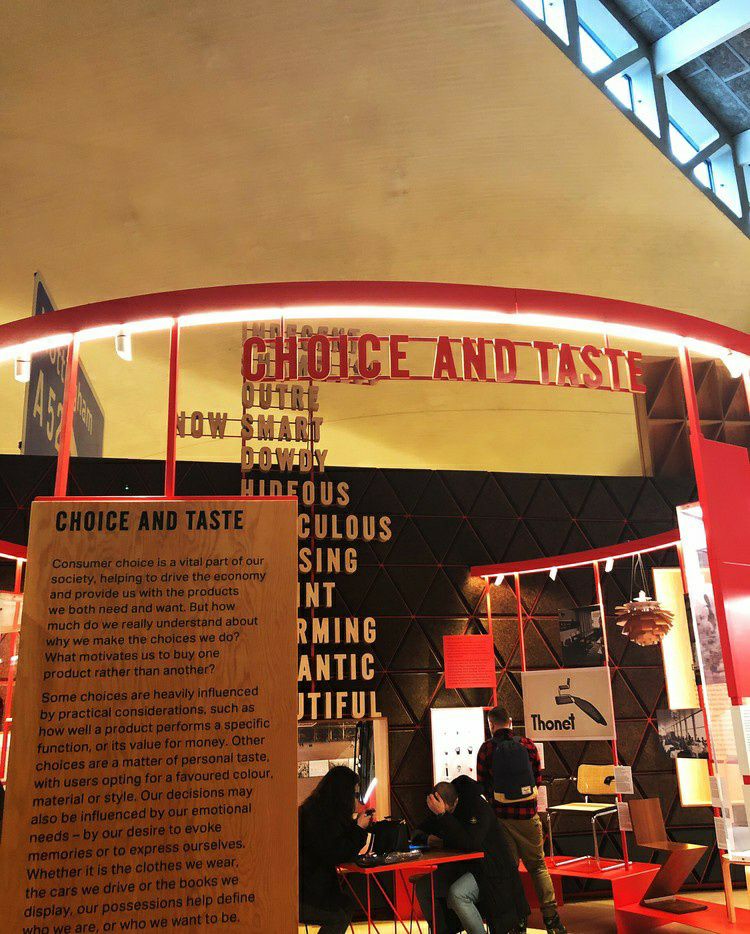 INDECENT
CHOICE AND TASTE
OUTRE
NOW SMART
DOWDY
HIDEOUS
CULOUS
SING
INT
RMING
ANTIC
UTIFUL
A52
CHOICE AND TASTE
Consumer choice is a vital part of our
society, helping to drive the economy
and provide us with the products
we both need and want. But how
much do we really understand about
why we make the choices we do?
What motivates us to buy one
product rather than another?
Some choices are heavily influenced
by practical considerations, such as
how well a product performs a specific
function, or its value for money. Other
choices are a matter of personal taste,
with users opting for a favoured colour,
material or style. Our decisions may
also be influenced by our emotional
needs – by our desire to evoke
memories or to express ourselves.
Whether it is the clothes we wear,
the cars we drive or the books we
display, our possessions help define
who we are, or who we want to be.
Thonet